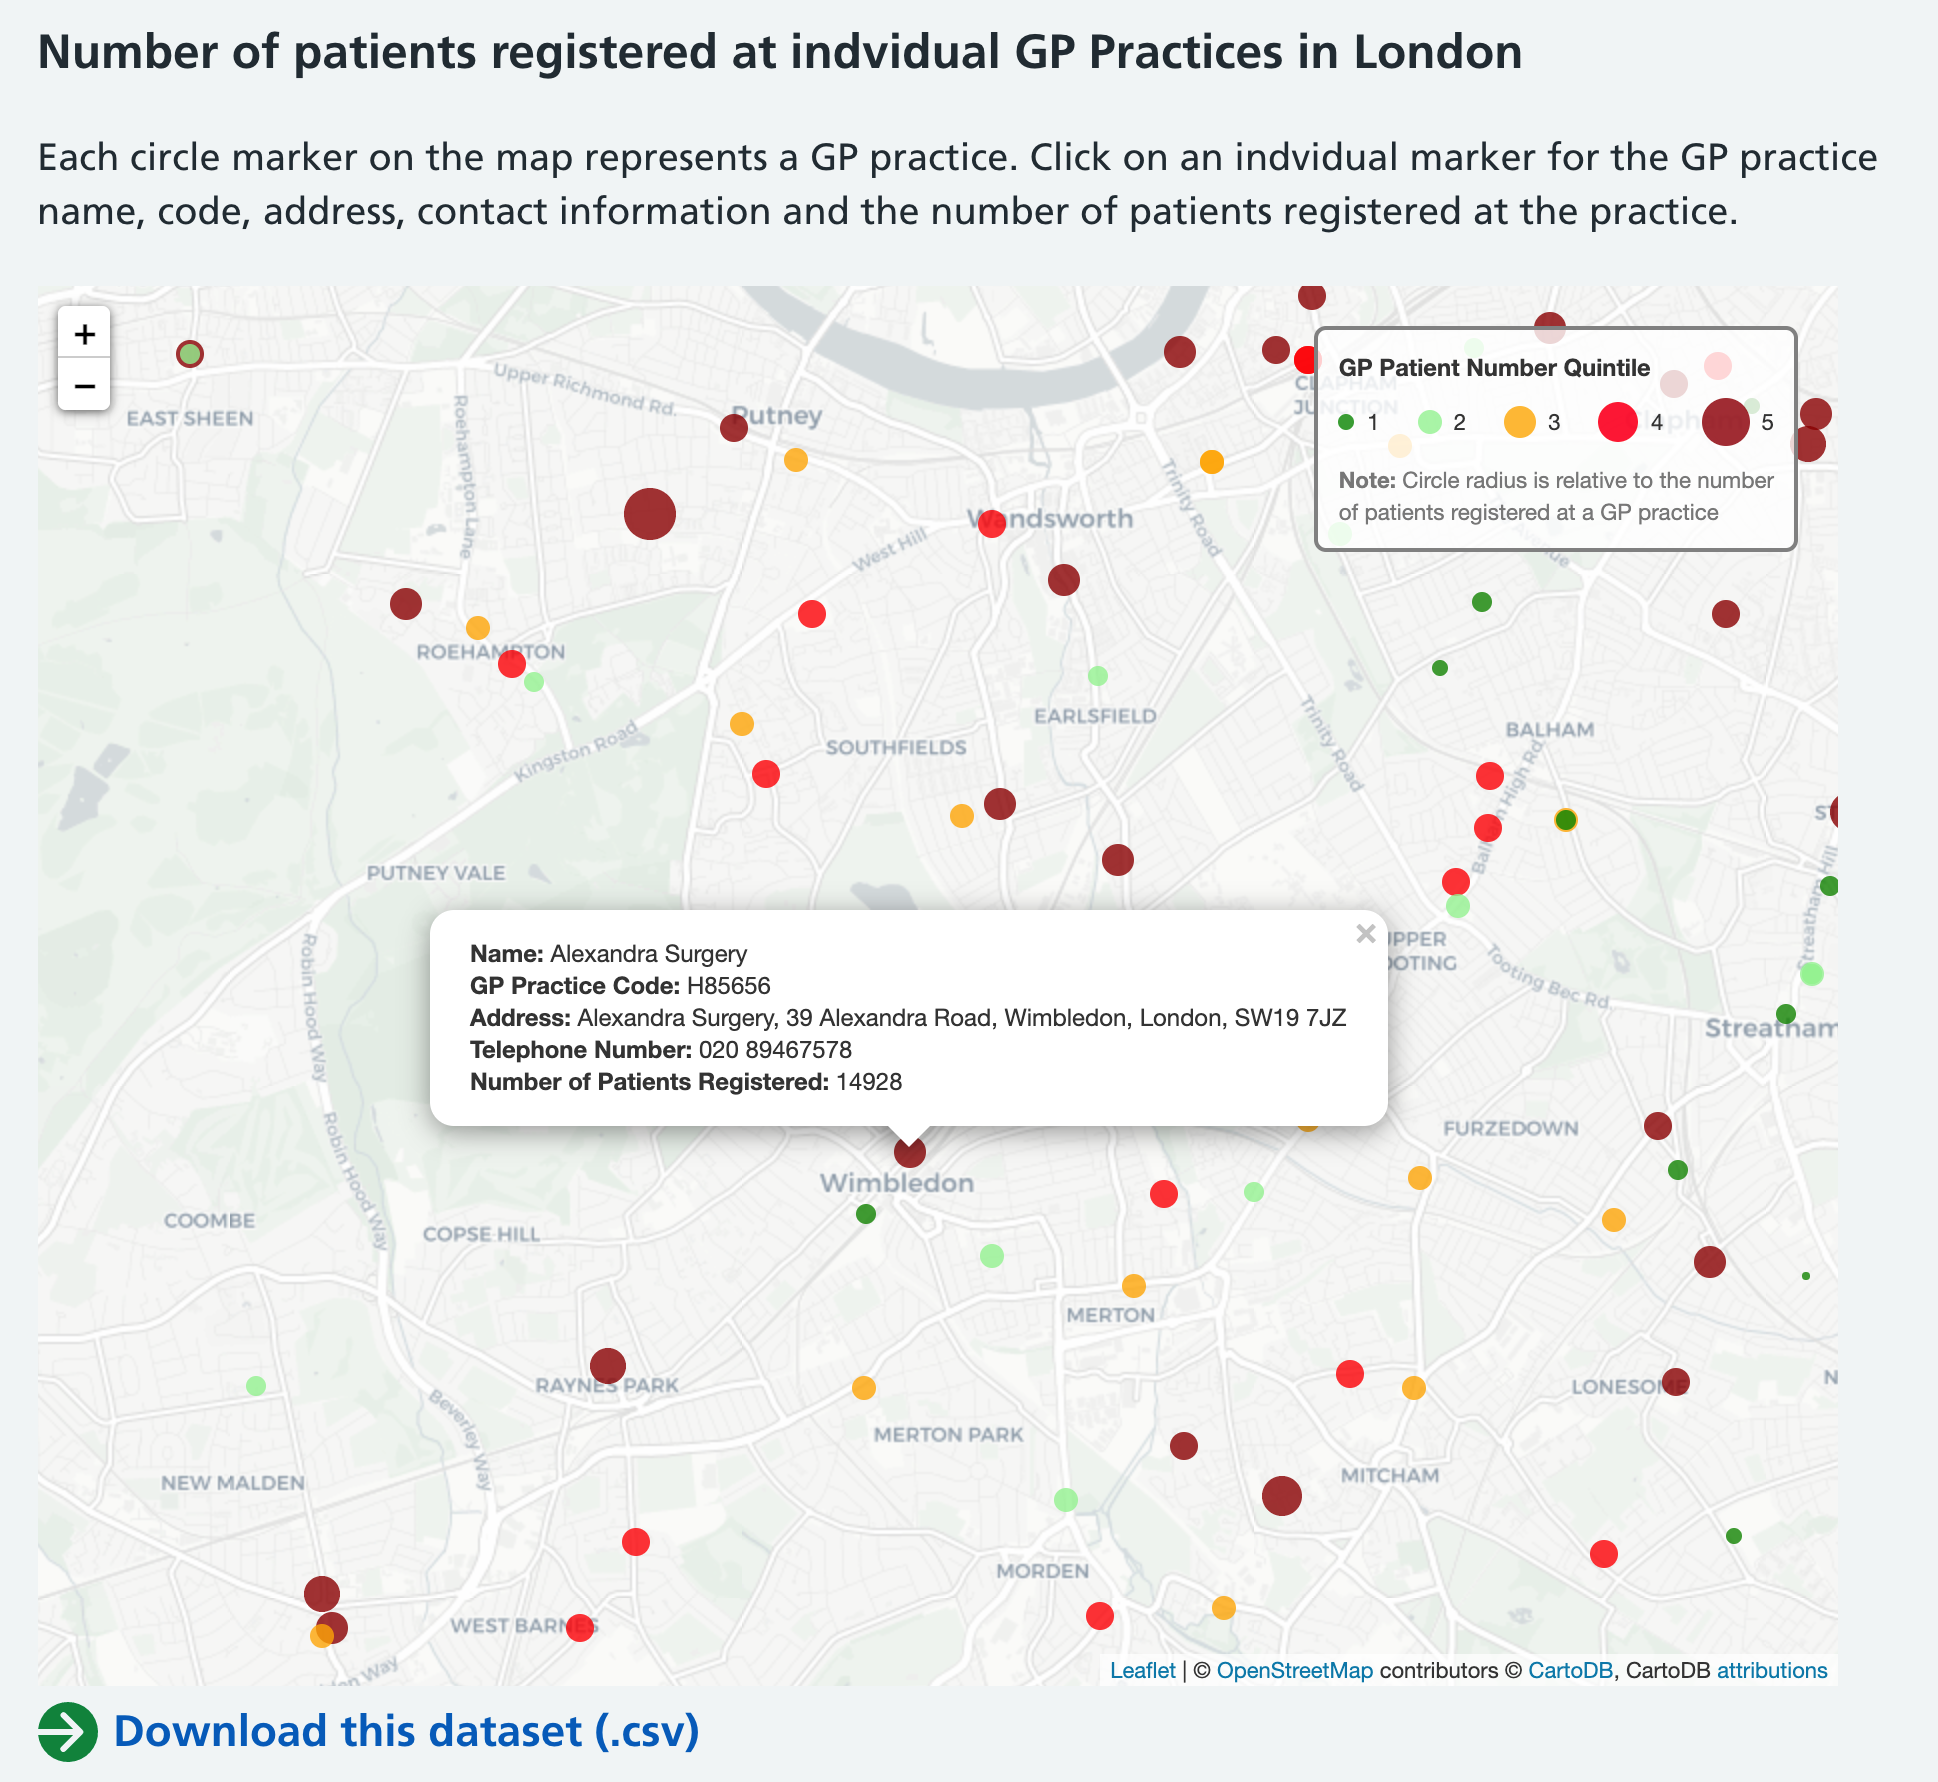 Number of patients registered at indvidual GP Practices in London
Each circle marker on the map represents a GP practice. Click on an indvidual marker for the GP practice
name, code, address, contact information and the number of patients registered at the practice.
+
−
EAST SHEEN
Upper Richmond Rd.
Roehampton Lane
Putney
CLAPHAM
JUNCTION
GP Patient Number Quintile
1
2
3
4
5
Note: Circle radius is relative to the number
of patients registered at a GP practice
Trinity Road
Wandsworth
West Hill
ROEHAMPTON
Kingston Road
SOUTHFIELDS
EARLSFIELD
Trinity Road
BALHAM
Balham High Rd.
PUTNEY VALE
Streatham Hill
Robin Hood Way
×
Name: Alexandra Surgery
GP Practice Code: H85656
Address: Alexandra Surgery, 39 Alexandra Road, Wimbledon, London, SW19 7JZ
Telephone Number: 020 89467578
Number of Patients Registered: 14928
UPPER
TOOTING
Tooting Bec Rd.
Streatham
FURZEDOWN
Robin Hood Way
Wimbledon
COOMBE
COPSE HILL
MERTON
RAYNES PARK
LONESOME
N
Beverley Way
MERTON PARK
NEW MALDEN
MITCHAM
MORDEN
WEST BARNES
Way
Leaflet | © OpenStreetMap contributors © CartoDB, CartoDB attributions
Download this dataset (.csv)